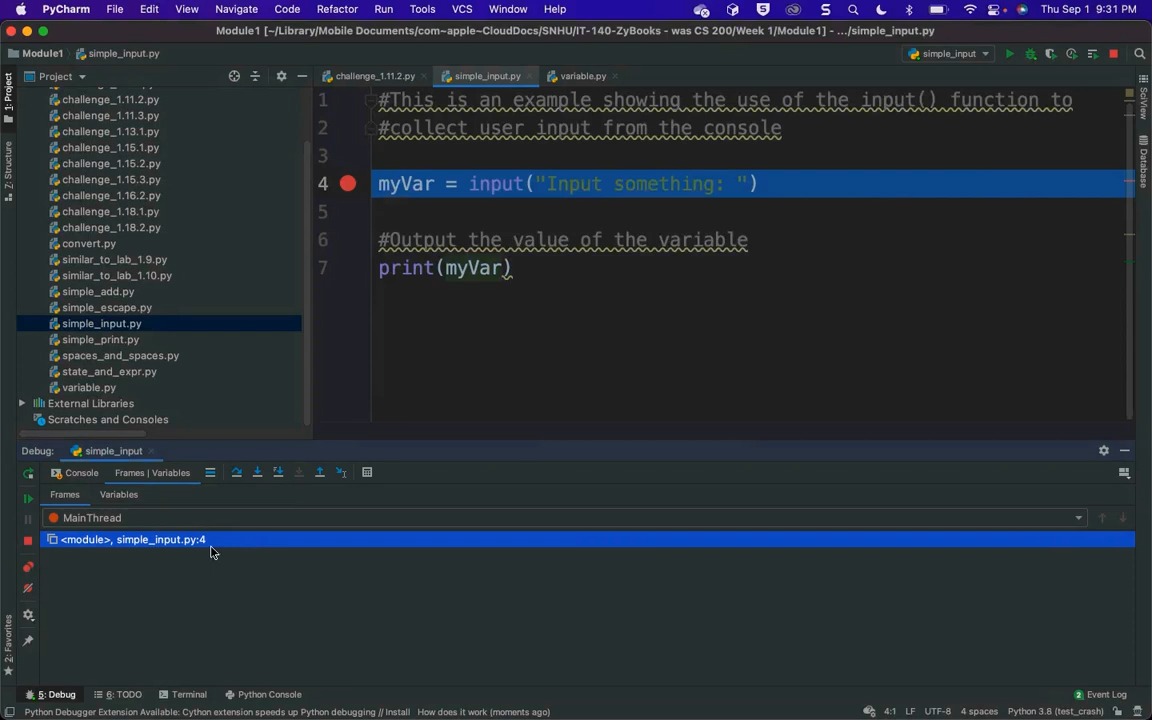 PyCharm File Edit View Navigate Code Refactor Run Tools VCS Window Help Thu Sep 1 9:31 PM
Module1 [~/Library/Mobile Documents/com~apple~CloudDocs/SNHU/IT-140-ZyBooks - was CS 200/Week 1/Module1] - .../simple_input.py
Module1 simple_input.py simple_input
1: Project
Z: Structure
2: Favorites
SciView
Database
Project
challenge_1.11.2.py
challenge_1.11.3.py
challenge_1.13.1.py
challenge_1.15.1.py
challenge_1.15.2.py
challenge_1.15.3.py
challenge_1.16.2.py
challenge_1.18.1.py
challenge_1.18.2.py
convert.py
similar_to_lab_1.9.py
similar_to_lab_1.10.py
simple_add.py
simple_escape.py
simple_input.py
simple_print.py
spaces_and_spaces.py
state_and_expr.py
variable.py
External Libraries
Scratches and Consoles
challenge_1.11.2.py simple_input.py variable.py
1 #This is an example showing the use of the input() function to
2 #collect user input from the console
3
4 myVar = input("Input something: ")
5
6 #Output the value of the variable
7 print(myVar)
Debug: simple_input
Console Frames | Variables
Frames Variables
MainThread
<module>, simple_input.py:4
5: Debug 6: TODO Terminal Python Console 2 Event Log
Python Debugger Extension Available: Cython extension speeds up Python debugging // Install How does it work (moments ago) 4:1 LF UTF-8 4 spaces Python 3.8 (test_crash)